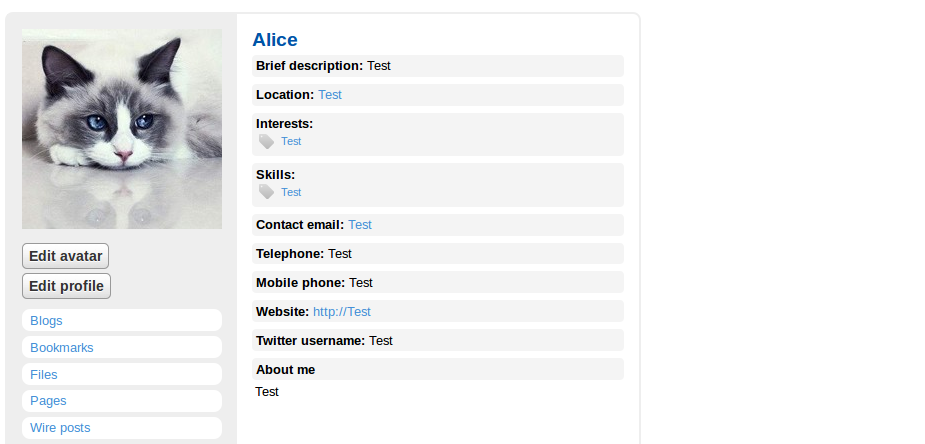 Alice
Brief description: Test
Location: Test
Interests:
Test
Skills:
Test
Contact email: Test
Telephone: Test
Mobile phone: Test
Website: http://Test
Twitter username: Test
About me
Test
Edit avatar
Edit profile
Blogs
Bookmarks
Files
Pages
Wire posts